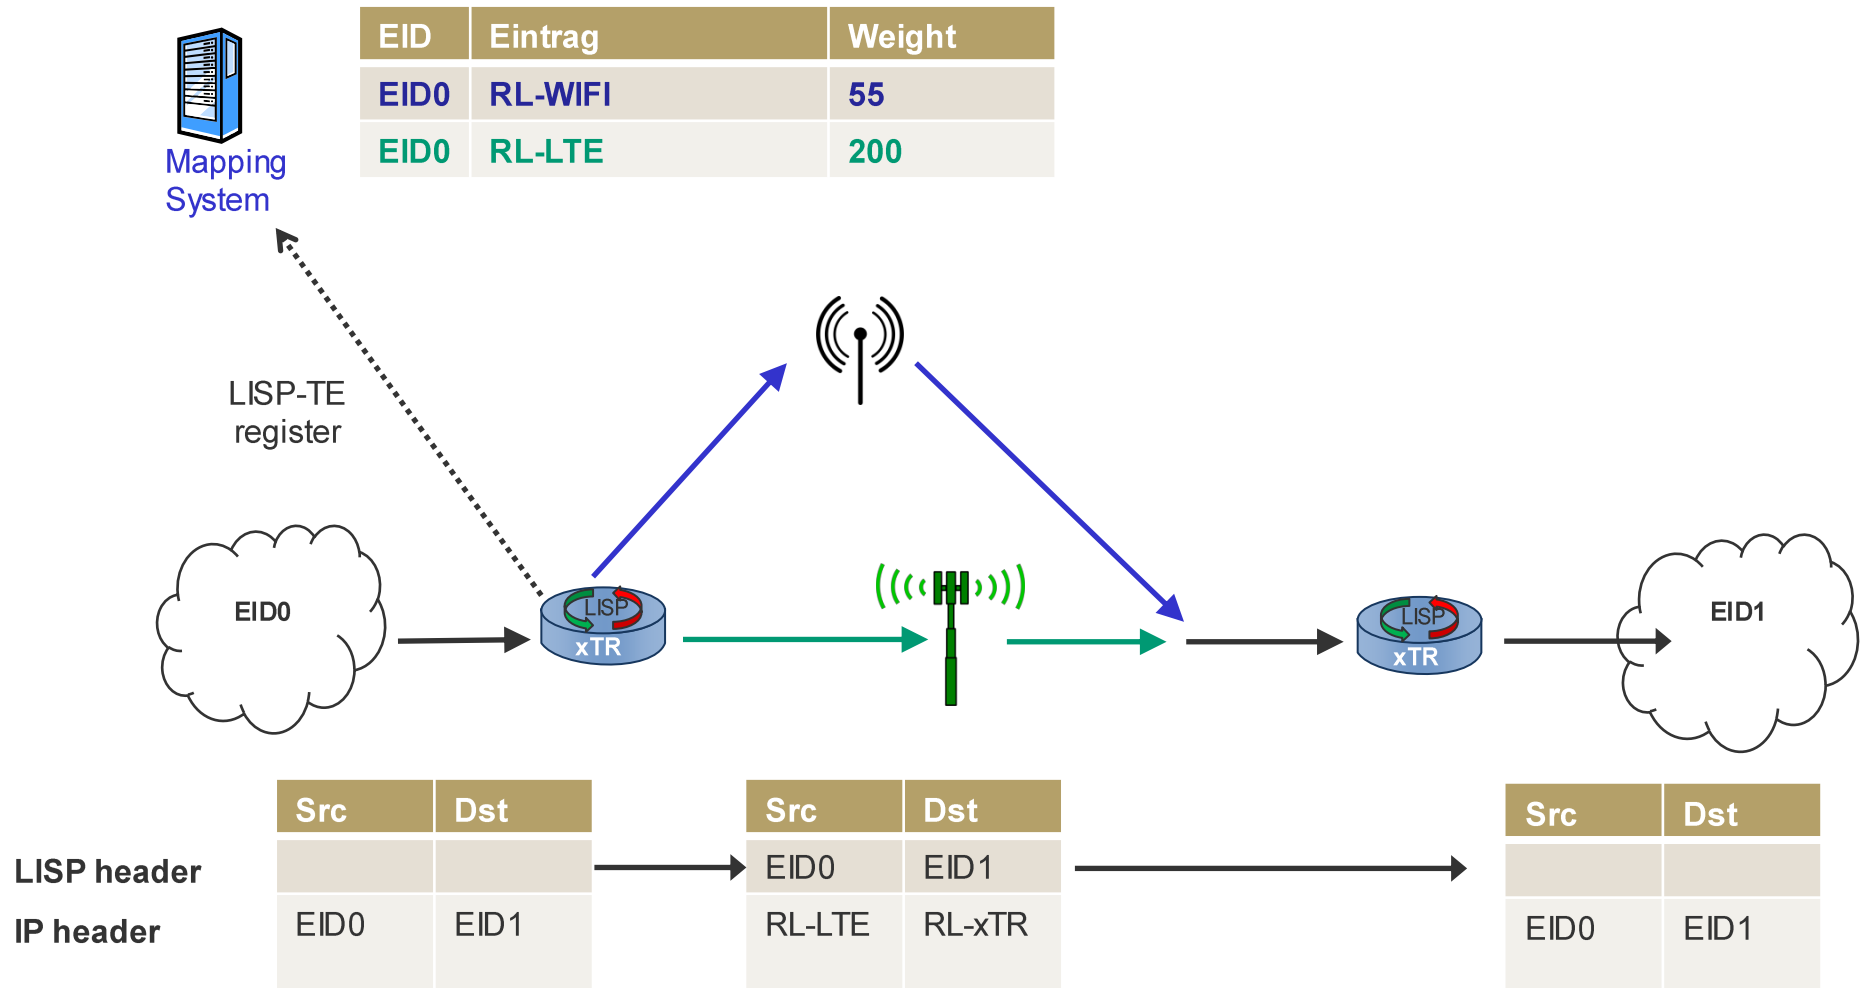 EID Eintrag Weight
EID0 RL-WIFI 55
EID0 RL-LTE 200
Mapping
System
LISP-TE
register
EID0
LISP
xTR
LISP
xTR
EID1
Src Dst
Src Dst
Src Dst
LISP header
EID0 EID1
IP header
EID0 EID1
RL-LTE RL-xTR
EID0 EID1